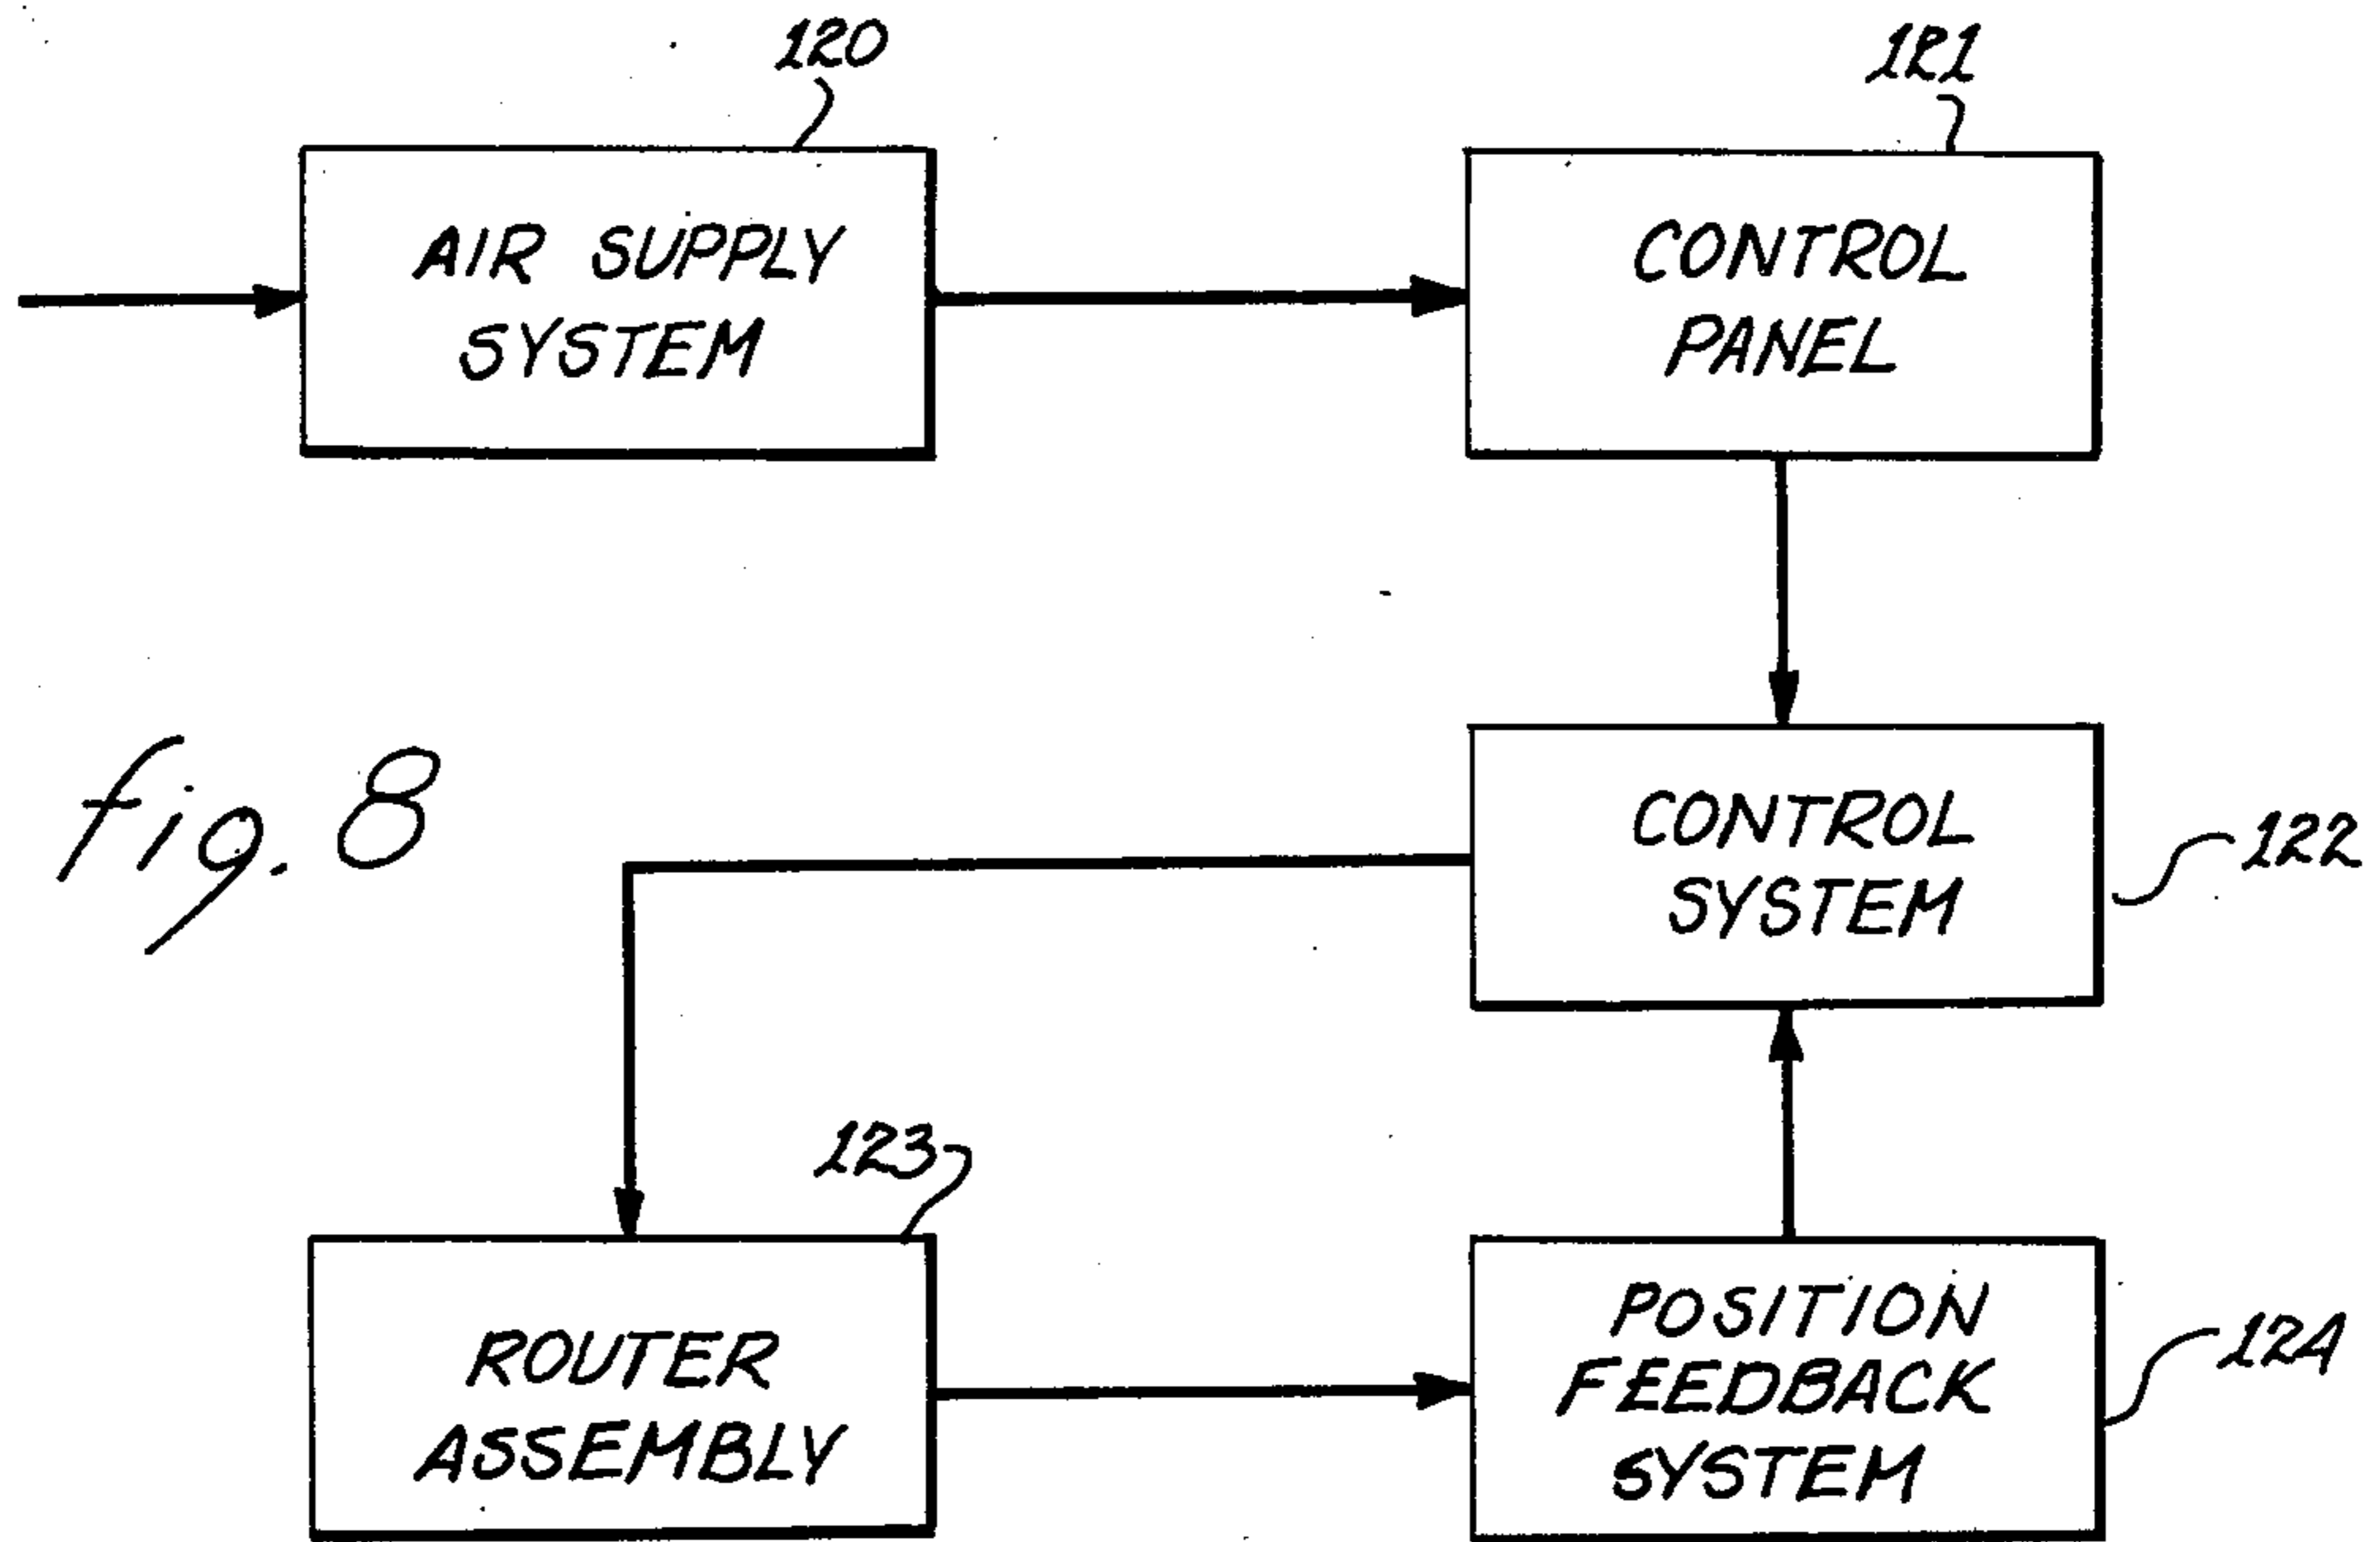 120
121
AIR SUPPLY
SYSTEM
CONTROL
PANEL
fig. 8
CONTROL
SYSTEM
122
123
ROUTER
ASSEMBLY
POSITION
FEEDBACK
SYSTEM
124